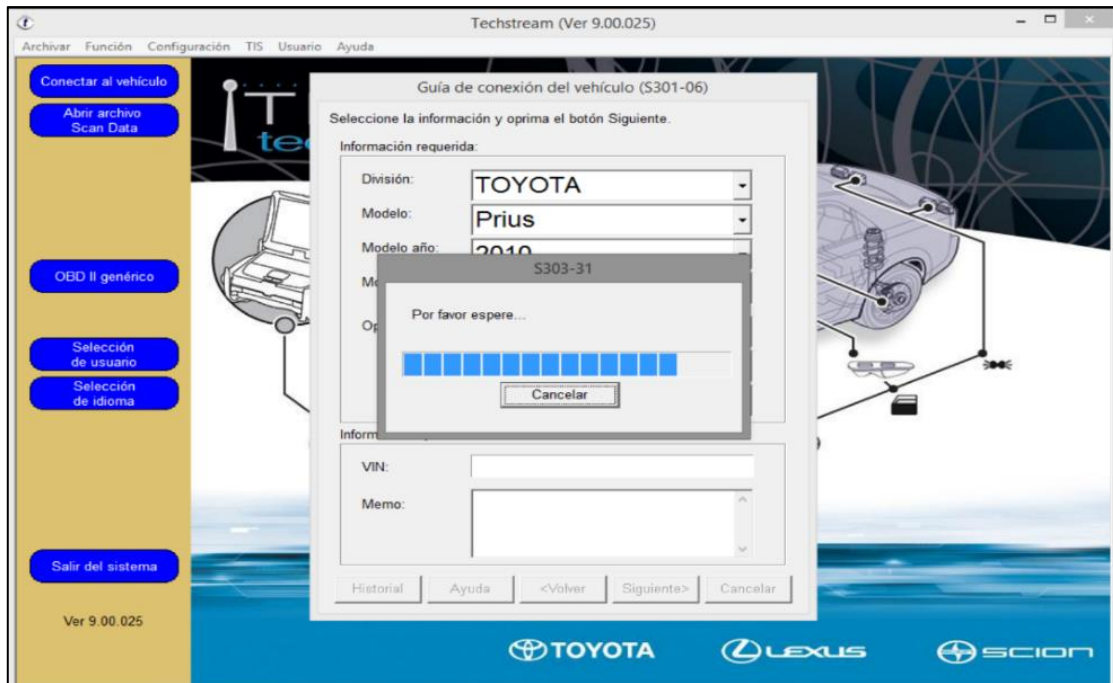 Techstream (Ver 9.00.025)
Archivar Función Configuración TIS Usuario Ayuda
Conectar al vehículo
Abrir archivo
Scan Data
OBD II genérico
Selección
de usuario
Selección
de idioma
Salir del sistema
Ver 9.00.025
Guía de conexión del vehículo (S301-06)
Seleccione la información y oprima el botón Siguiente.
Información requerida:
División:
TOYOTA
Modelo:
Prius
Modelo año:
2010
S303-31
Por favor espere...
Cancelar
VIN:
Memo:
Historial Ayuda <Volver Siguiente> Cancelar
TOYOTA LEXUS SCION